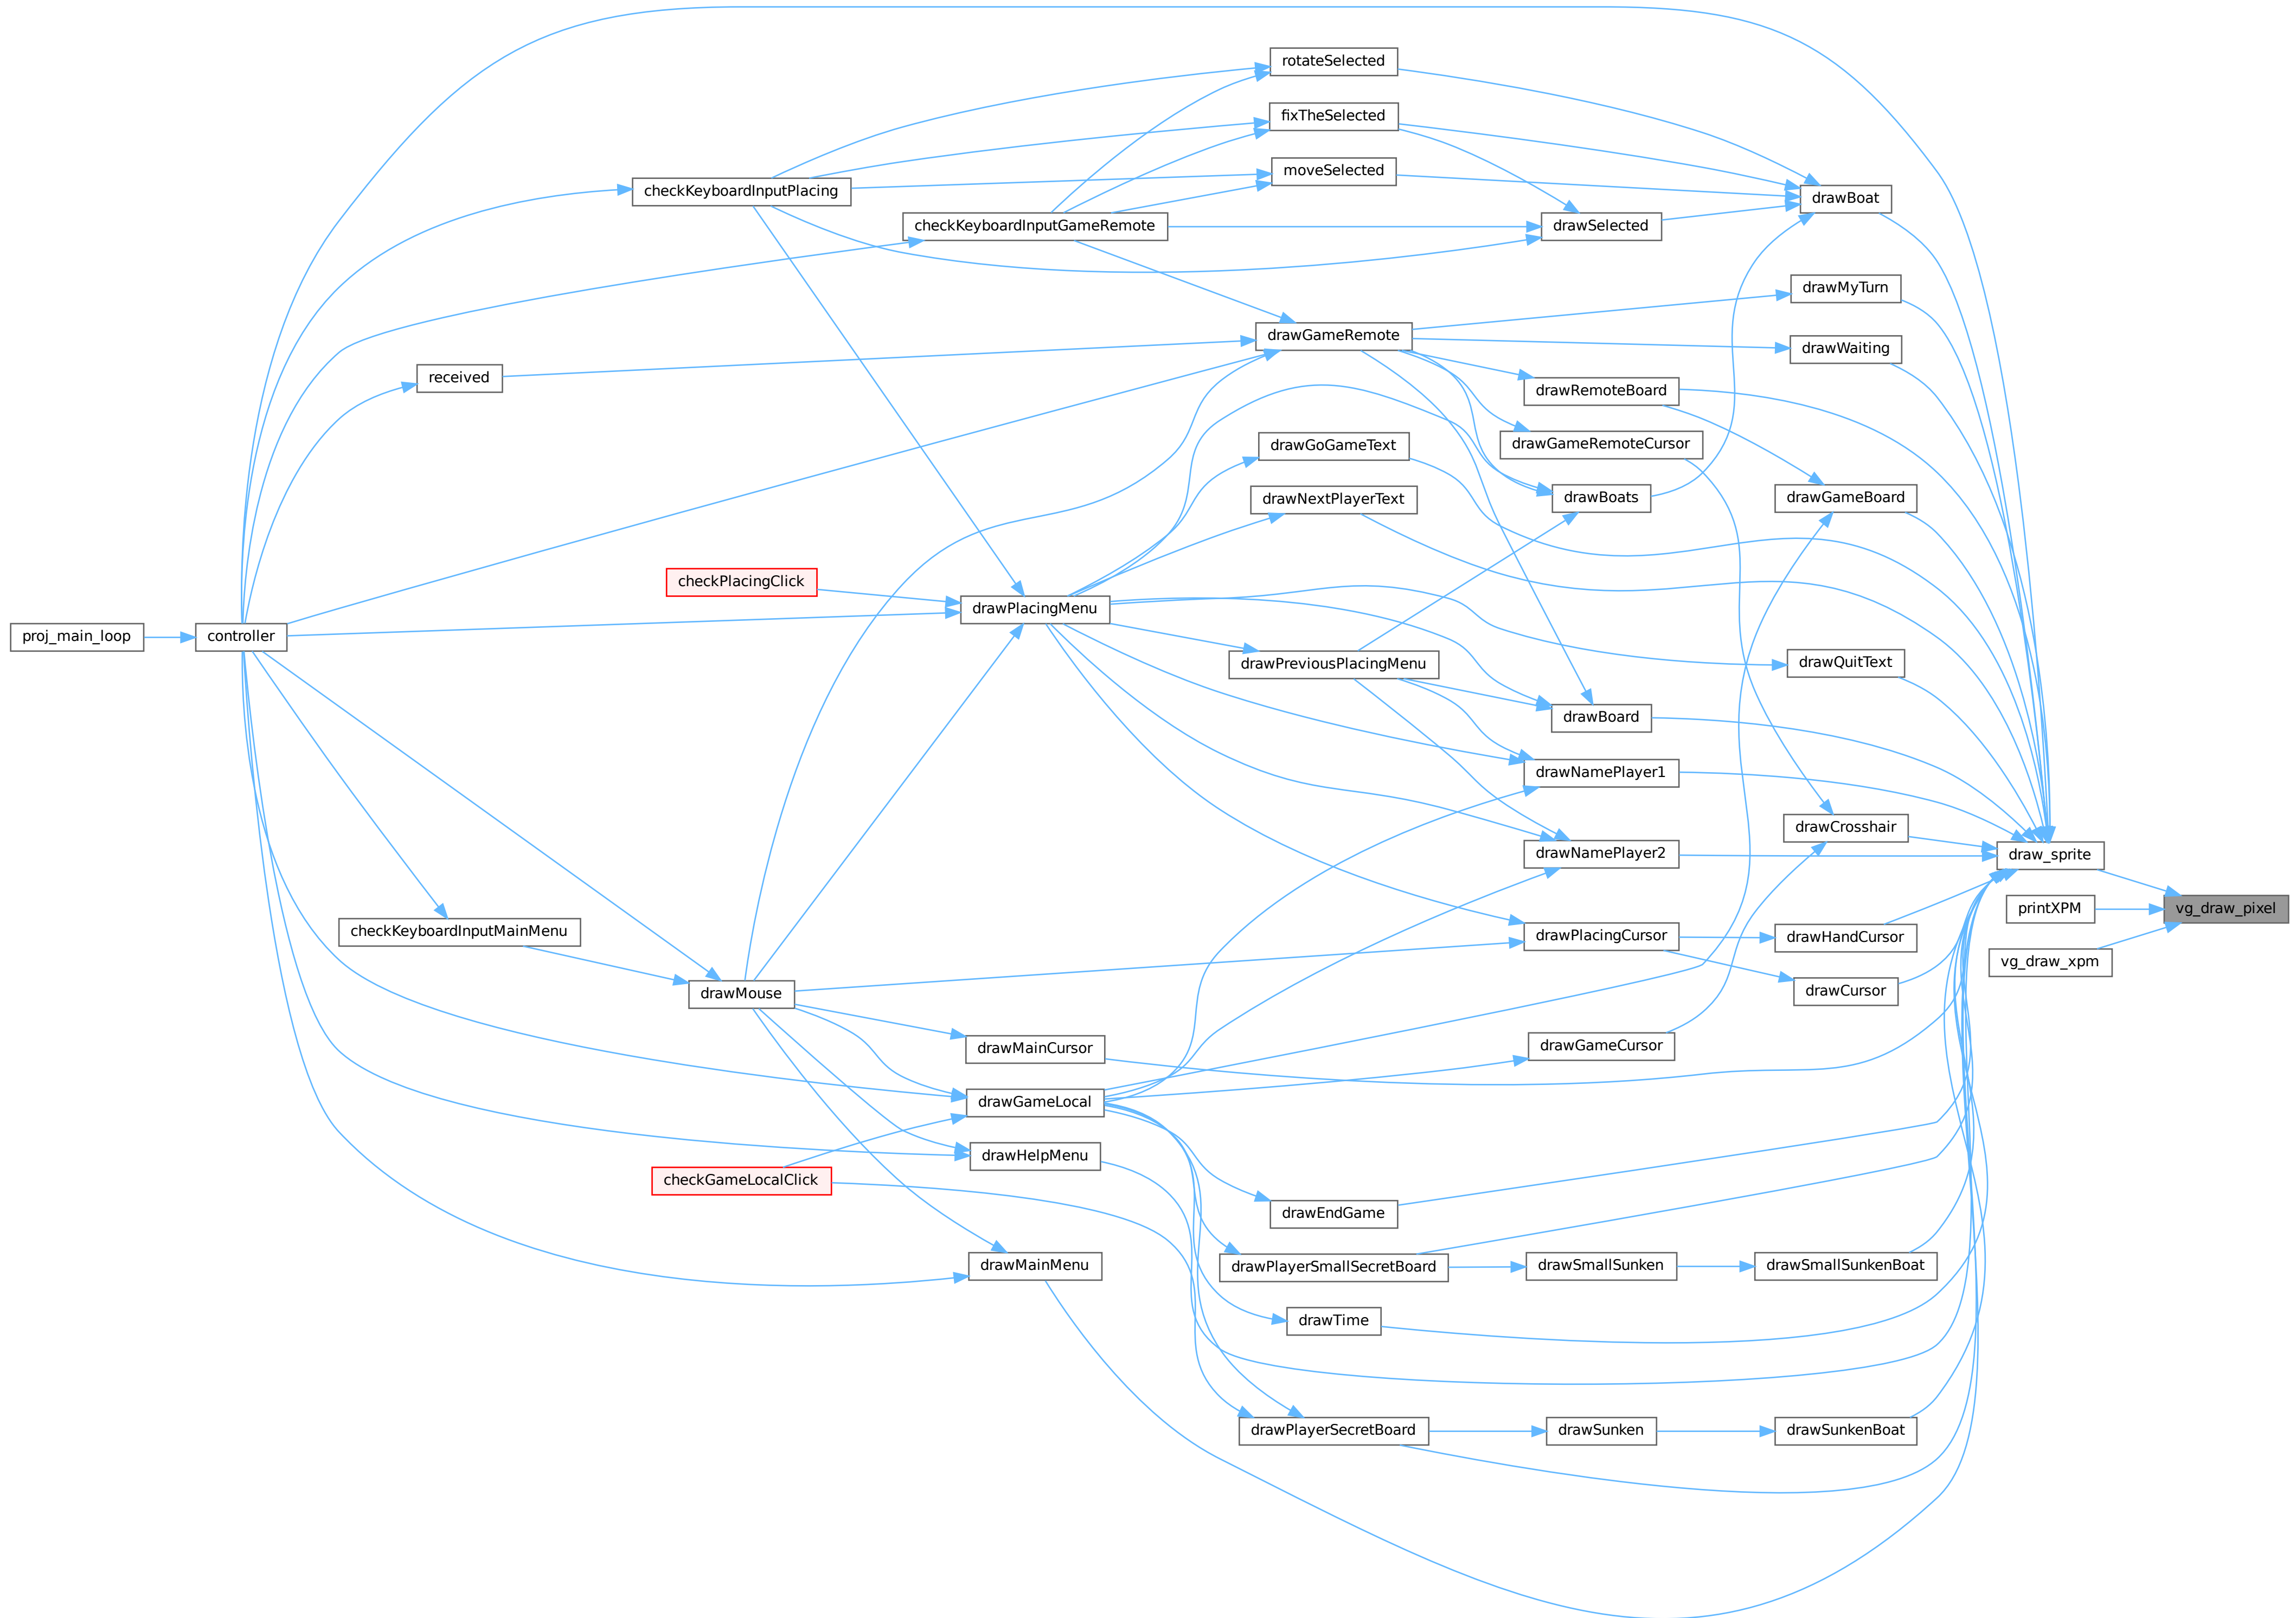 rotateSelected
fixTheSelected
moveSelected
checkKeyboardInputPlacing
drawBoat
checkKeyboardInputGameRemote
drawSelected
drawMyTurn
drawGameRemote
drawWaiting
received
drawRemoteBoard
drawGoGameText
drawGameRemoteCursor
drawNextPlayerText
drawBoats
drawGameBoard
checkPlacingClick
drawPlacingMenu
proj_main_loop
controller
drawPreviousPlacingMenu
drawQuitText
drawBoard
drawNamePlayer1
drawCrosshair
drawNamePlayer2
draw_sprite
printXPM
vg_draw_pixel
checkKeyboardInputMainMenu
drawPlacingCursor
drawHandCursor
vg_draw_xpm
drawMouse
drawCursor
drawMainCursor
drawGameCursor
drawGameLocal
drawHelpMenu
checkGameLocalClick
drawEndGame
drawMainMenu
drawPlayerSmallSecretBoard
drawSmallSunken
drawSmallSunkenBoat
drawTime
drawPlayerSecretBoard
drawSunken
drawSunkenBoat